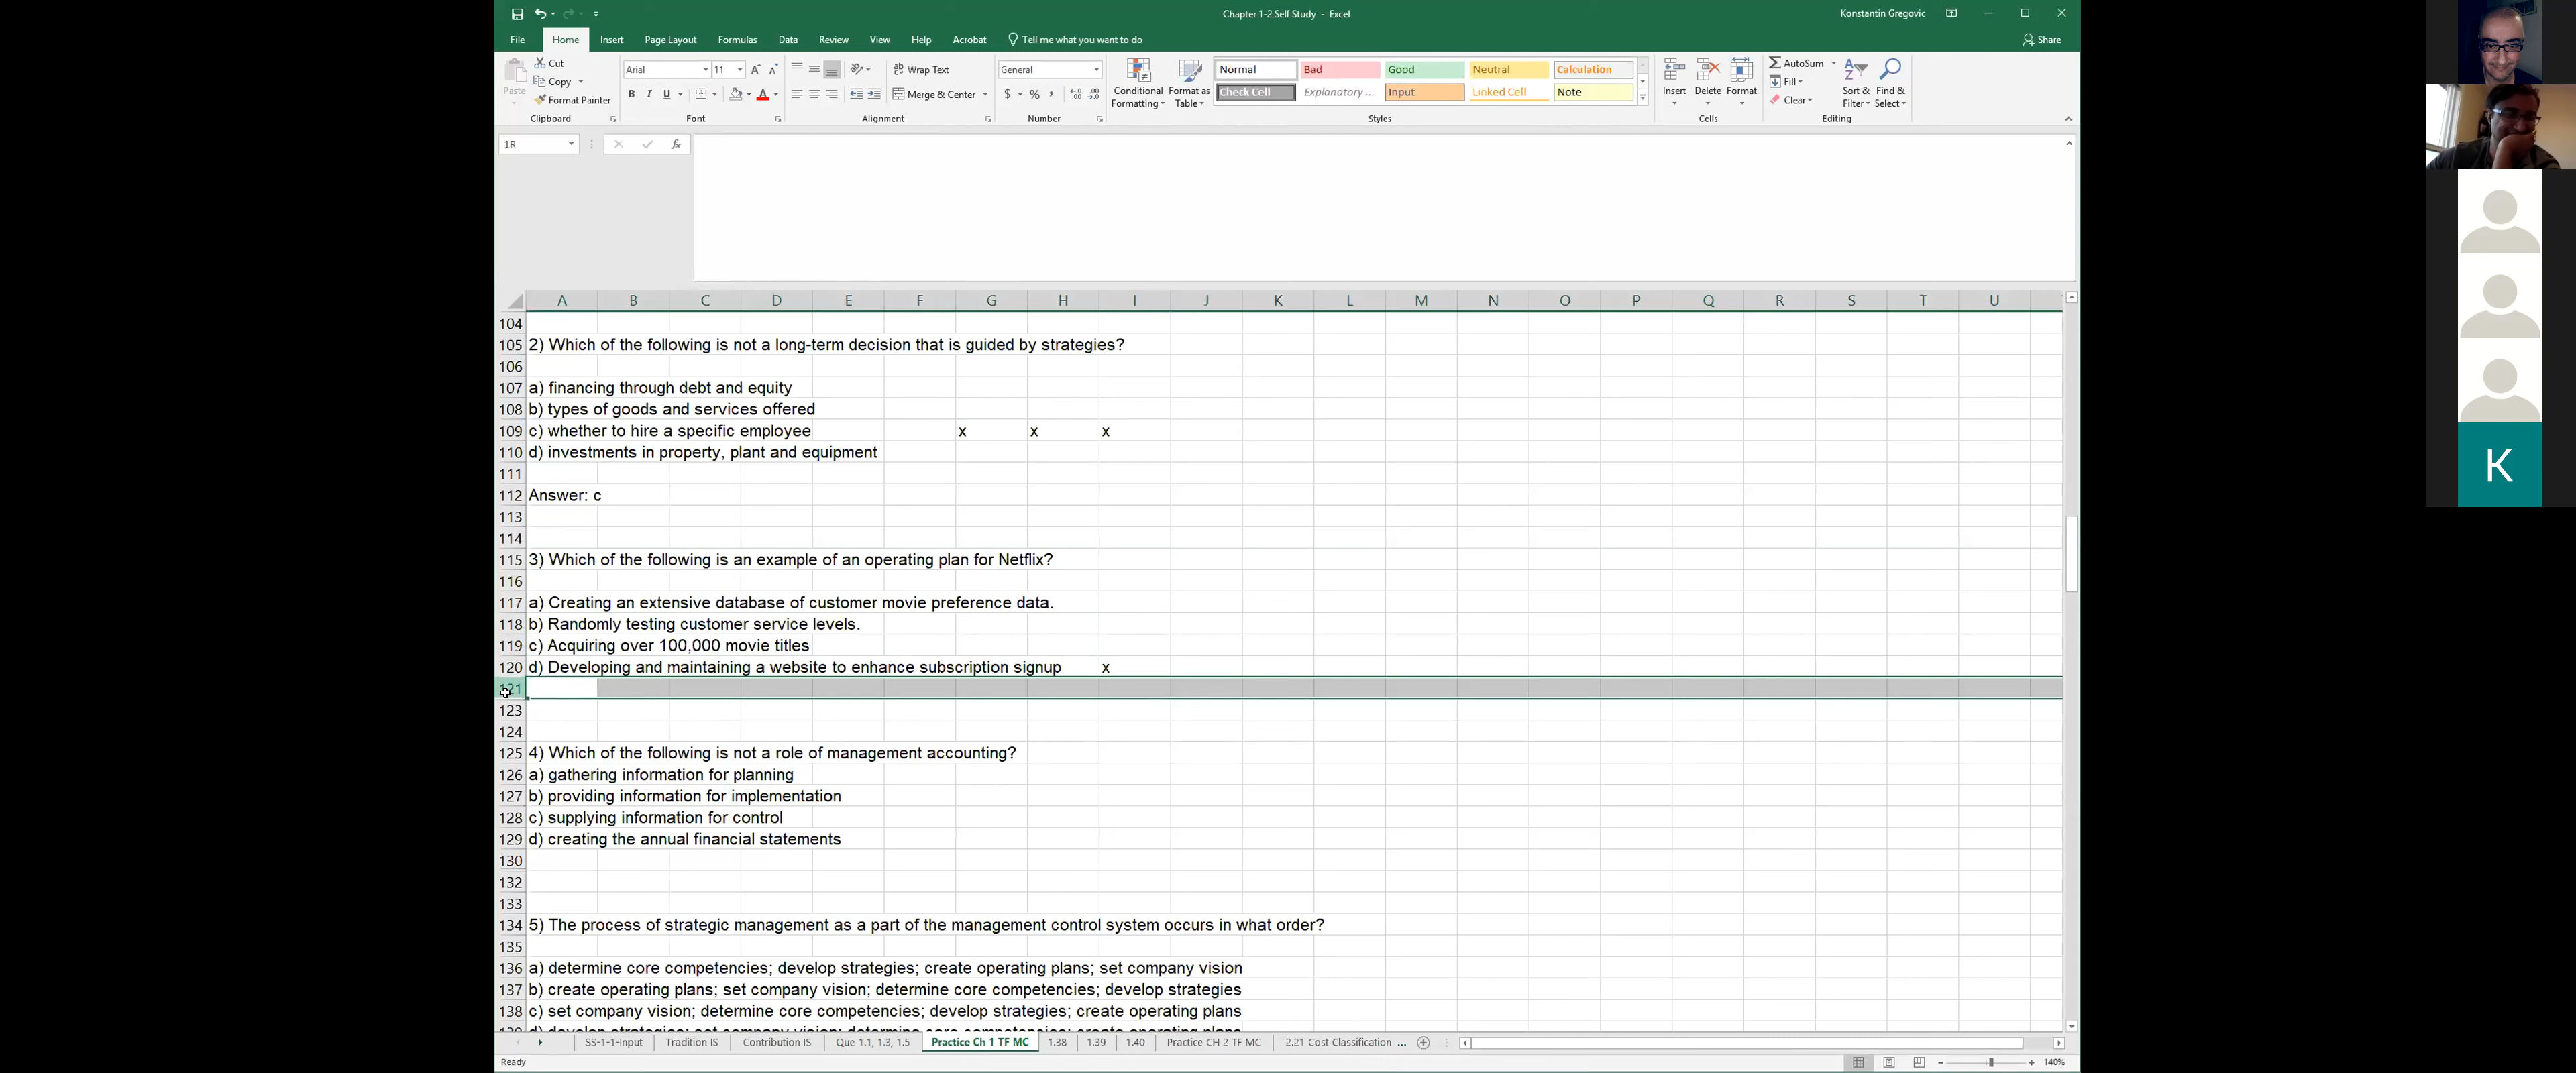 Chapter 1-2 Self Study - Excel
Konstantin Gregovic
File Home Insert Page Layout Formulas Data Review View Help Acrobat Tell me what you want to do
Share
Paste
Cut
Copy
Format Painter
Clipboard
Arial 11
B I U
Font
Wrap Text
Merge & Center
Alignment
General
$ % ,
Number
Conditional Formatting
Format as Table
Normal Bad Good Neutral Calculation
Check Cell Explanatory ... Input Linked Cell Note
Styles
Insert Delete Format
Cells
AutoSum
Fill
Clear
Sort & Filter
Find & Select
Editing
1R
fx
A B C D E F G H I J K L M N O P Q R S T U
104
105 2) Which of the following is not a long-term decision that is guided by strategies?
106
107 a) financing through debt and equity
108 b) types of goods and services offered
109 c) whether to hire a specific employee x x x
110 d) investments in property, plant and equipment
111
112 Answer: c
113
114
115 3) Which of the following is an example of an operating plan for Netflix?
116
117 a) Creating an extensive database of customer movie preference data.
118 b) Randomly testing customer service levels.
119 c) Acquiring over 100,000 movie titles
120 d) Developing and maintaining a website to enhance subscription signup x
121
123
124
125 4) Which of the following is not a role of management accounting?
126 a) gathering information for planning
127 b) providing information for implementation
128 c) supplying information for control
129 d) creating the annual financial statements
130
132
133
134 5) The process of strategic management as a part of the management control system occurs in what order?
135
136 a) determine core competencies; develop strategies; create operating plans; set company vision
137 b) create operating plans; set company vision; determine core competencies; develop strategies
138 c) set company vision; determine core competencies; develop strategies; create operating plans
139 d) develop strategies; set company vision; determine core competencies; create operating plans
SS-1-1-Input Tradition IS Contribution IS Que 1.1, 1.3, 1.5 Practice Ch 1 TF MC 1.38 1.39 1.40 Practice CH 2 TF MC 2.21 Cost Classification ...
Ready
140%
K